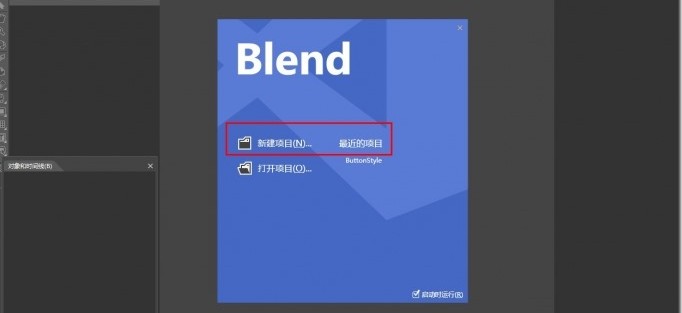 Blend
新建项目(N)... 最近的项目
ButtonStyle
打开项目(O)...
对象和时间线(B)
启动时运行(R)